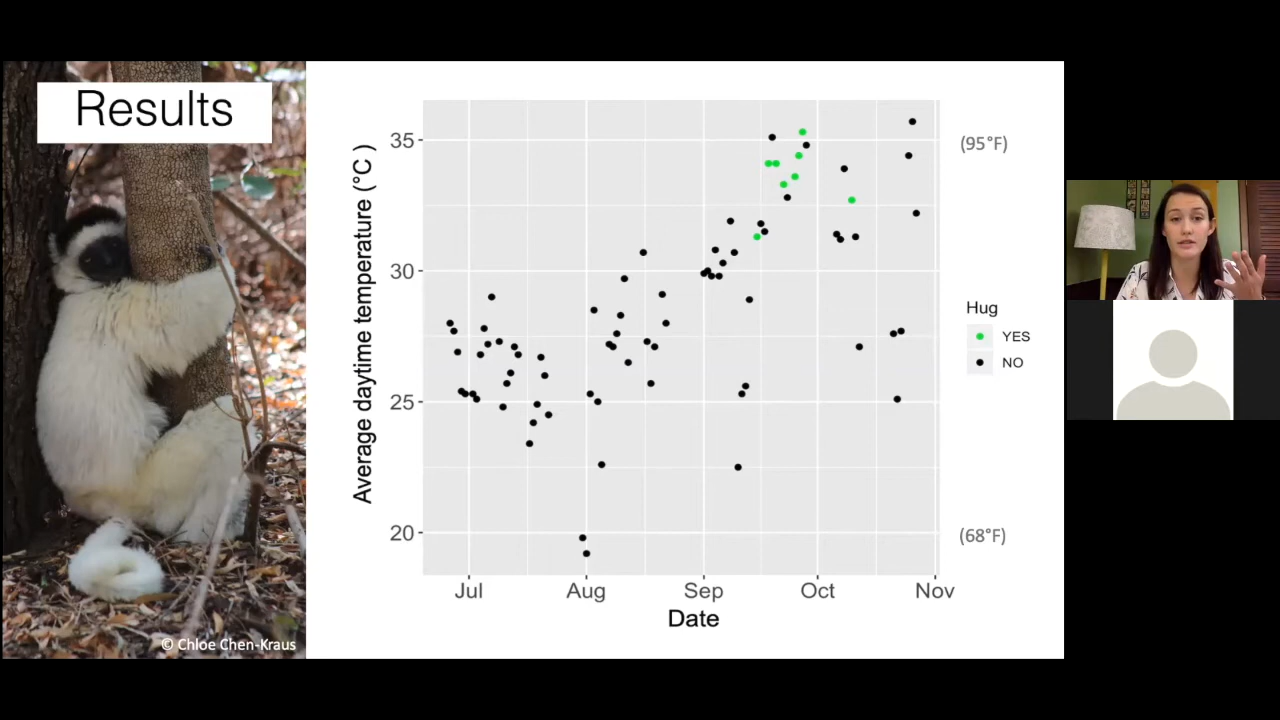 Results
© Chloe Chen-Kraus
Average daytime temperature (°C )
35
30
25
20
Jul
Aug
Sep
Oct
Nov
Date
(95°F)
(68°F)
Hug
YES
NO